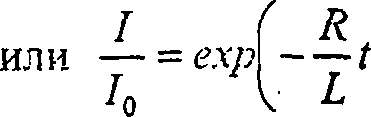 или I/I₀ = exp(− R/L t